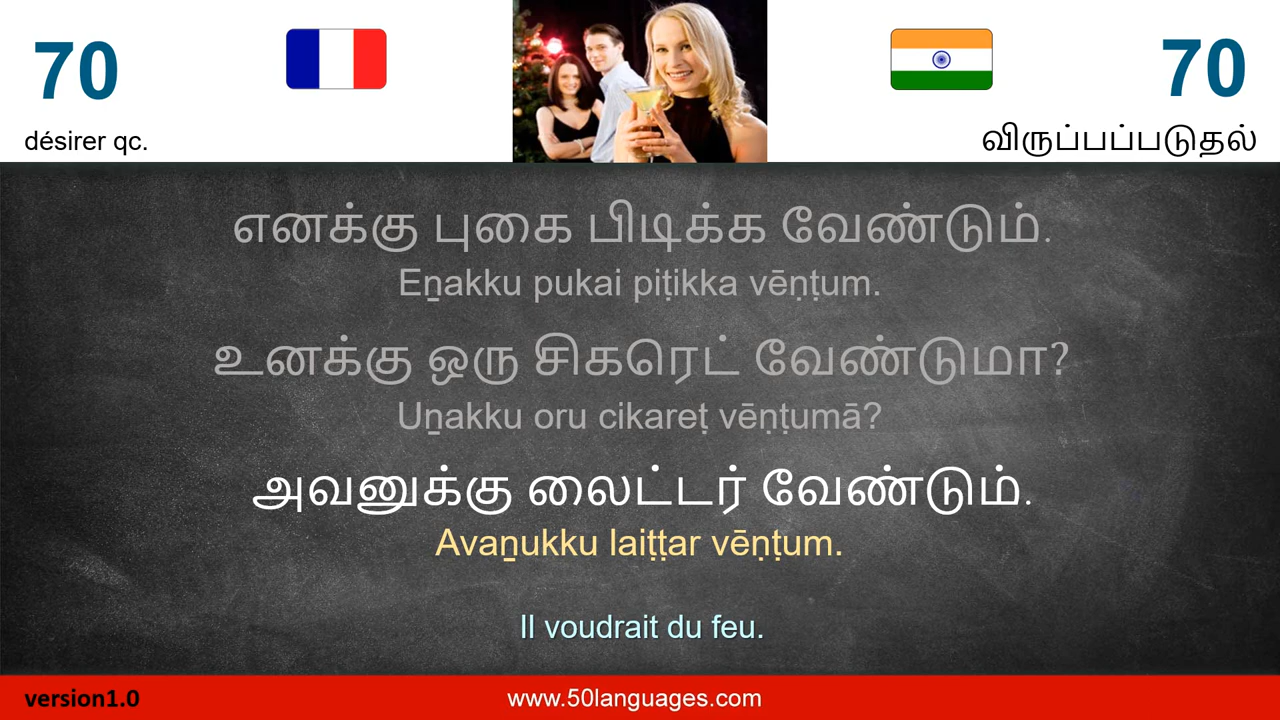 70
70
désirer qc.
விருப்பப்படுதல்
எனக்கு புகை பிடிக்க வேண்டும்.
Eṉakku pukai piṭikka vēṇṭum.
உனக்கு ஒரு சிகரெட் வேண்டுமா?
Uṉakku oru cikareṭ vēṇṭumā?
அவனுக்கு லைட்டர் வேண்டும்.
Avaṉukku laiṭṭar vēṇṭum.
Il voudrait du feu.
version1.0
www.50languages.com